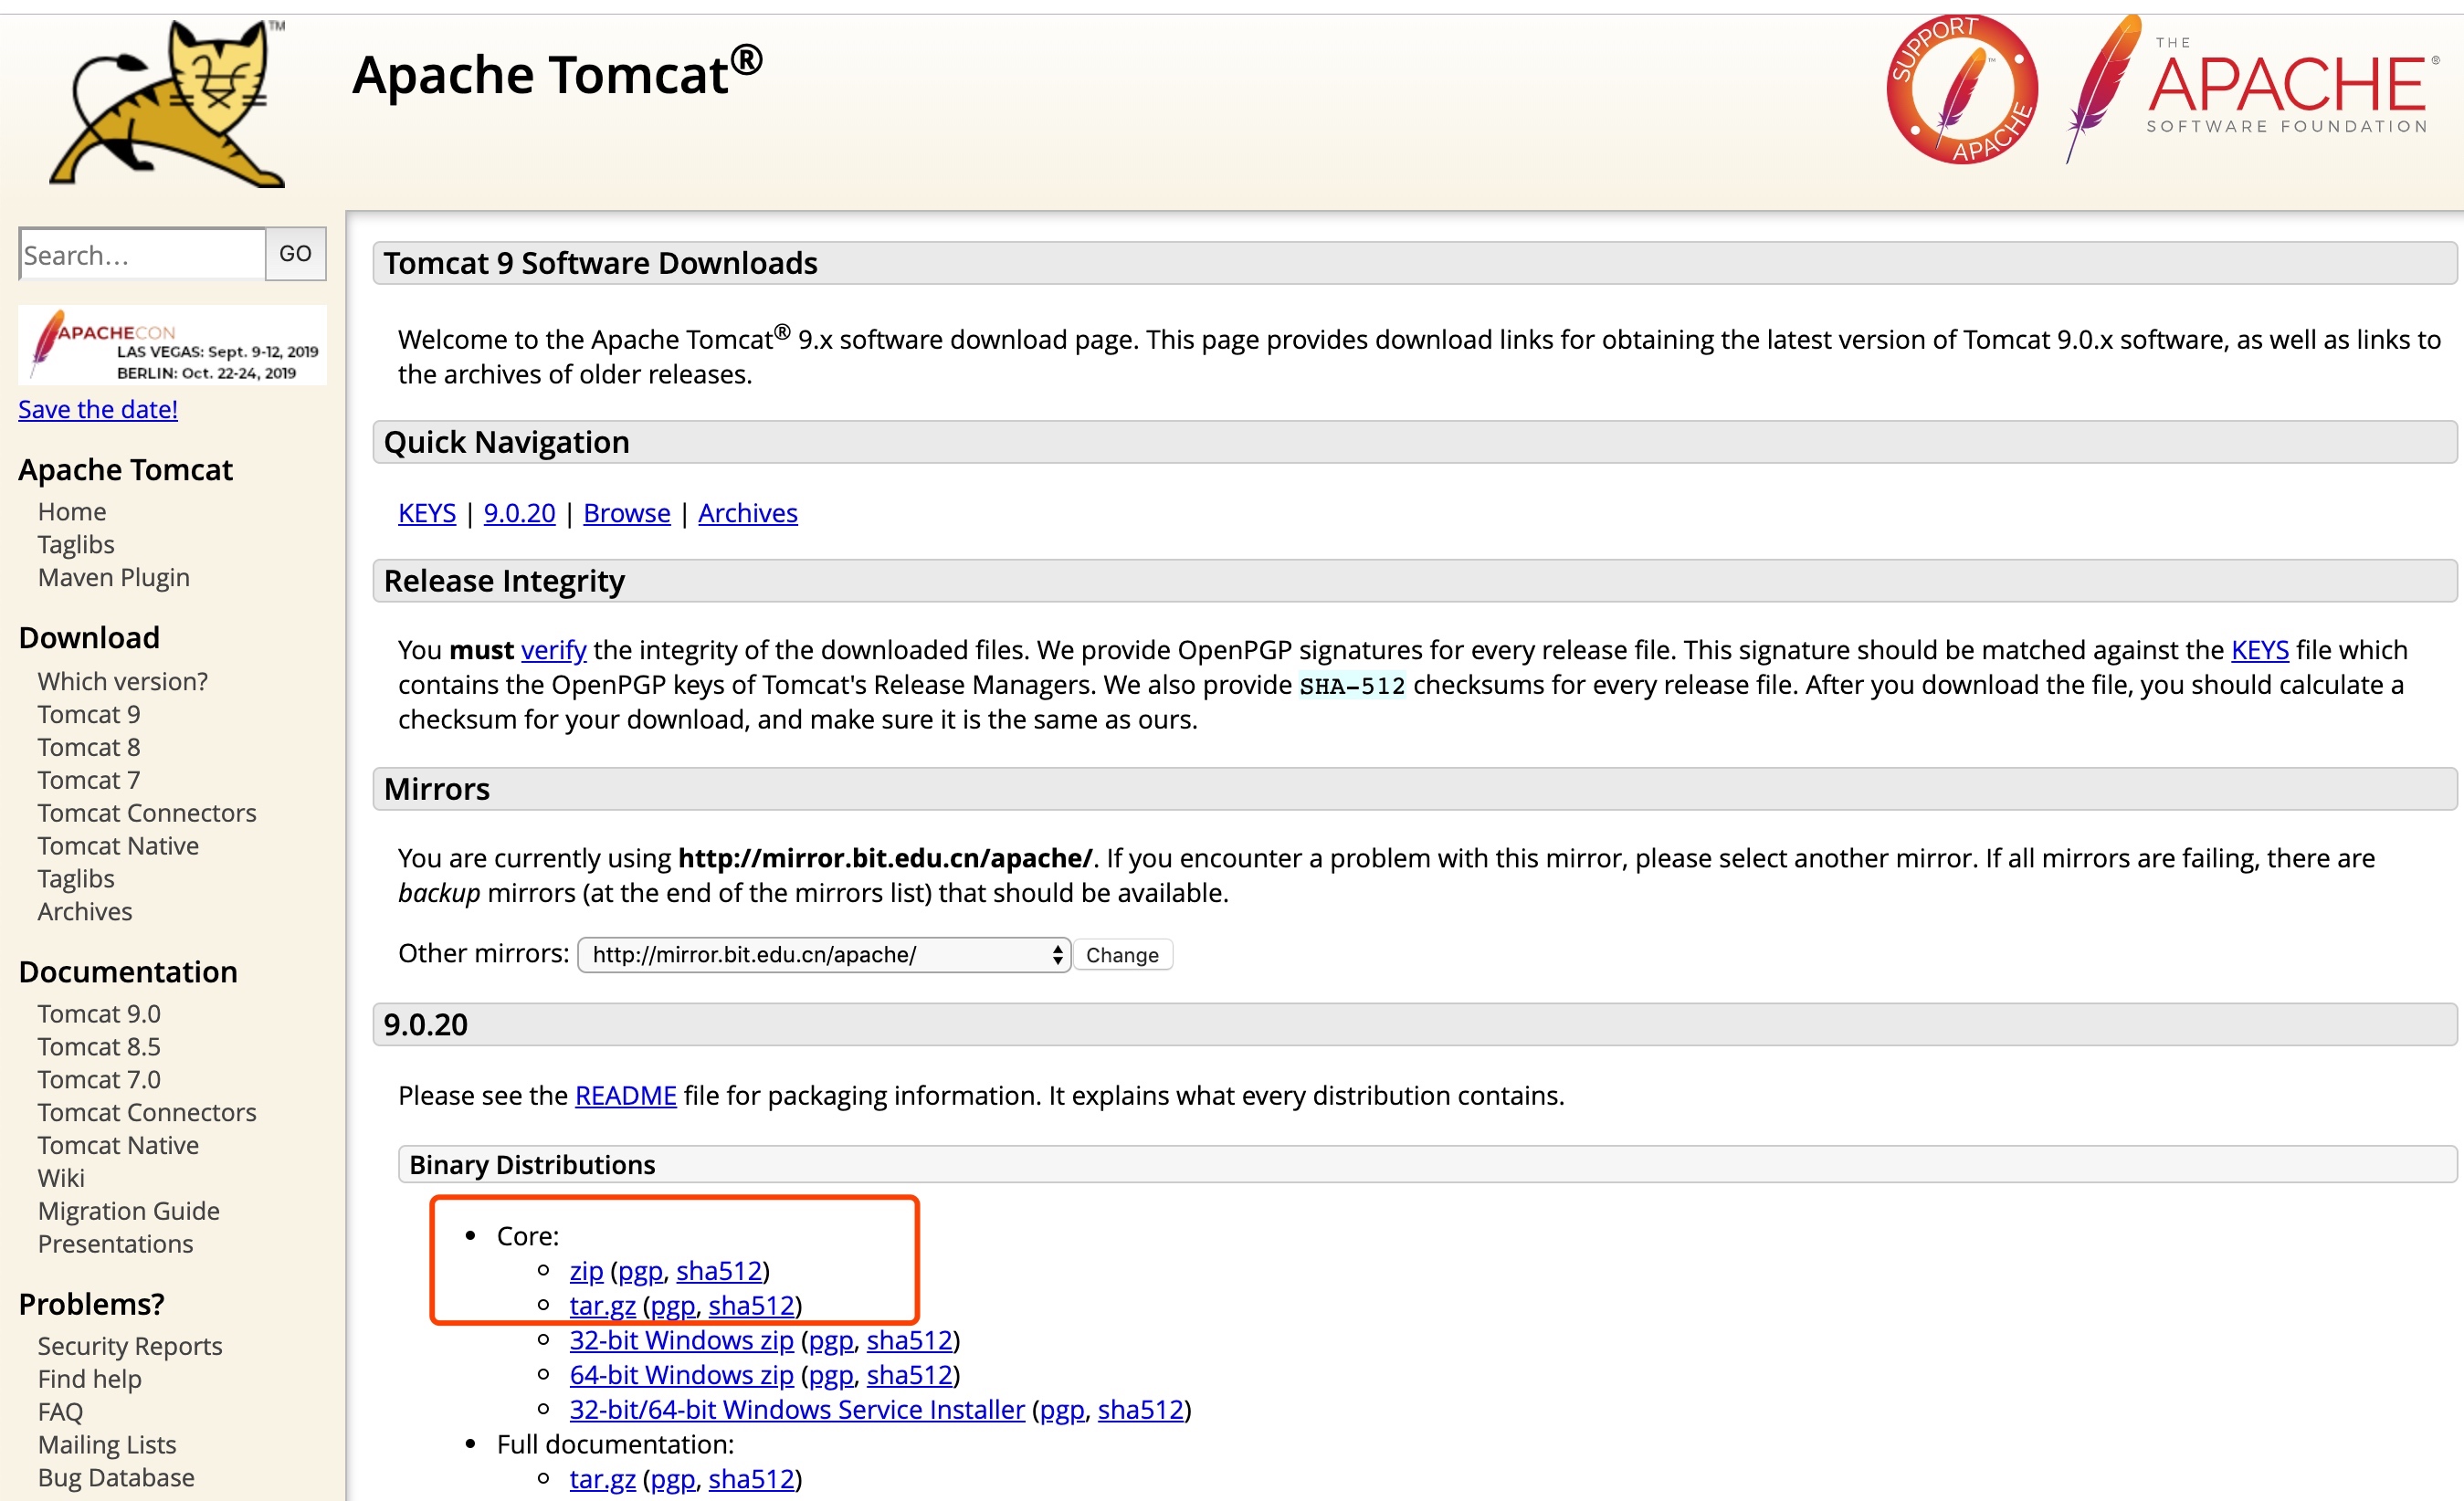 TM
Apache Tomcat®
SUPPORT
APACHE
™
THE
APACHE®
SOFTWARE FOUNDATION
Search…
GO
APACHECON
LAS VEGAS: Sept. 9-12, 2019
BERLIN: Oct. 22-24, 2019
Save the date!
Apache Tomcat
Home
Taglibs
Maven Plugin
Download
Which version?
Tomcat 9
Tomcat 8
Tomcat 7
Tomcat Connectors
Tomcat Native
Taglibs
Archives
Documentation
Tomcat 9.0
Tomcat 8.5
Tomcat 7.0
Tomcat Connectors
Tomcat Native
Wiki
Migration Guide
Presentations
Problems?
Security Reports
Find help
FAQ
Mailing Lists
Bug Database
Tomcat 9 Software Downloads
Welcome to the Apache Tomcat® 9.x software download page. This page provides download links for obtaining the latest version of Tomcat 9.0.x software, as well as links to
the archives of older releases.
Quick Navigation
KEYS | 9.0.20 | Browse | Archives
Release Integrity
You must verify the integrity of the downloaded files. We provide OpenPGP signatures for every release file. This signature should be matched against the KEYS file which
contains the OpenPGP keys of Tomcat's Release Managers. We also provide SHA-512 checksums for every release file. After you download the file, you should calculate a
checksum for your download, and make sure it is the same as ours.
Mirrors
You are currently using http://mirror.bit.edu.cn/apache/. If you encounter a problem with this mirror, please select another mirror. If all mirrors are failing, there are
backup mirrors (at the end of the mirrors list) that should be available.
Other mirrors: http://mirror.bit.edu.cn/apache/ Change
9.0.20
Please see the README file for packaging information. It explains what every distribution contains.
Binary Distributions
• Core:
zip (pgp, sha512)
tar.gz (pgp, sha512)
32-bit Windows zip (pgp, sha512)
64-bit Windows zip (pgp, sha512)
32-bit/64-bit Windows Service Installer (pgp, sha512)
• Full documentation:
tar.gz (pgp, sha512)